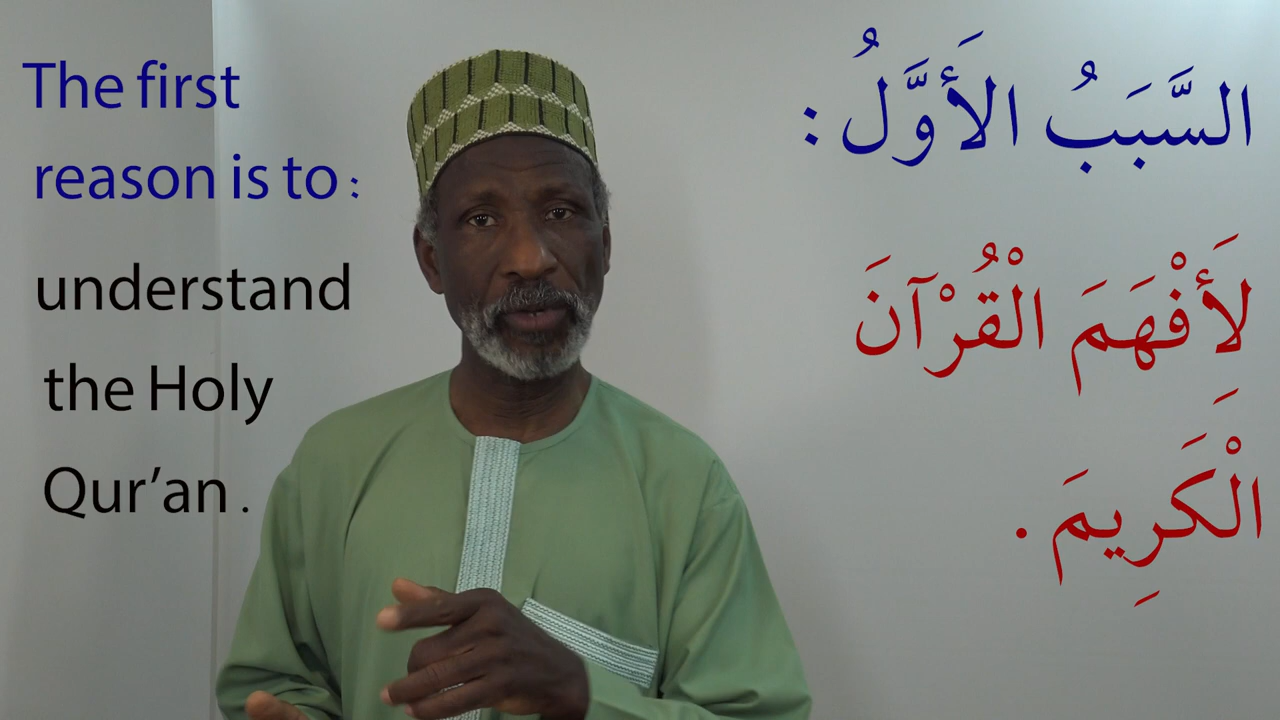 The first
reason is to :
understand
the Holy
Qur’an .
السَّبَبُ الأَوَّلُ :
لِأَفْهَمَ الْقُرْآنَ
الْكَرِيمَ .